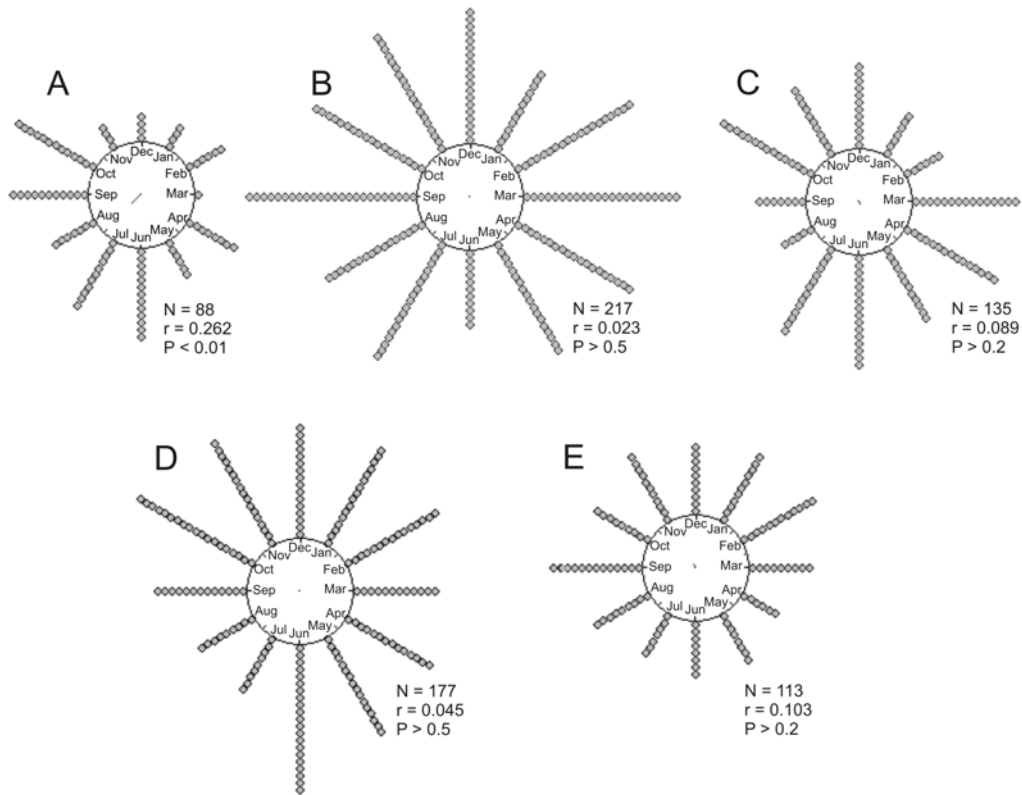 A
Dec
Jan
Feb
Mar
Apr
May
Jun
Jul
Aug
Sep
Oct
Nov
N = 88
r = 0.262
P < 0.01
B
Dec
Jan
Feb
Mar
Apr
May
Jun
Jul
Aug
Sep
Oct
Nov
N = 217
r = 0.023
P > 0.5
C
Dec
Jan
Feb
Mar
Apr
May
Jun
Jul
Aug
Sep
Oct
Nov
N = 135
r = 0.089
P > 0.2
D
Dec
Jan
Feb
Mar
Apr
May
Jun
Jul
Aug
Sep
Oct
Nov
N = 177
r = 0.045
P > 0.5
E
Dec
Jan
Feb
Mar
Apr
May
Jun
Jul
Aug
Sep
Oct
Nov
N = 113
r = 0.103
P > 0.2